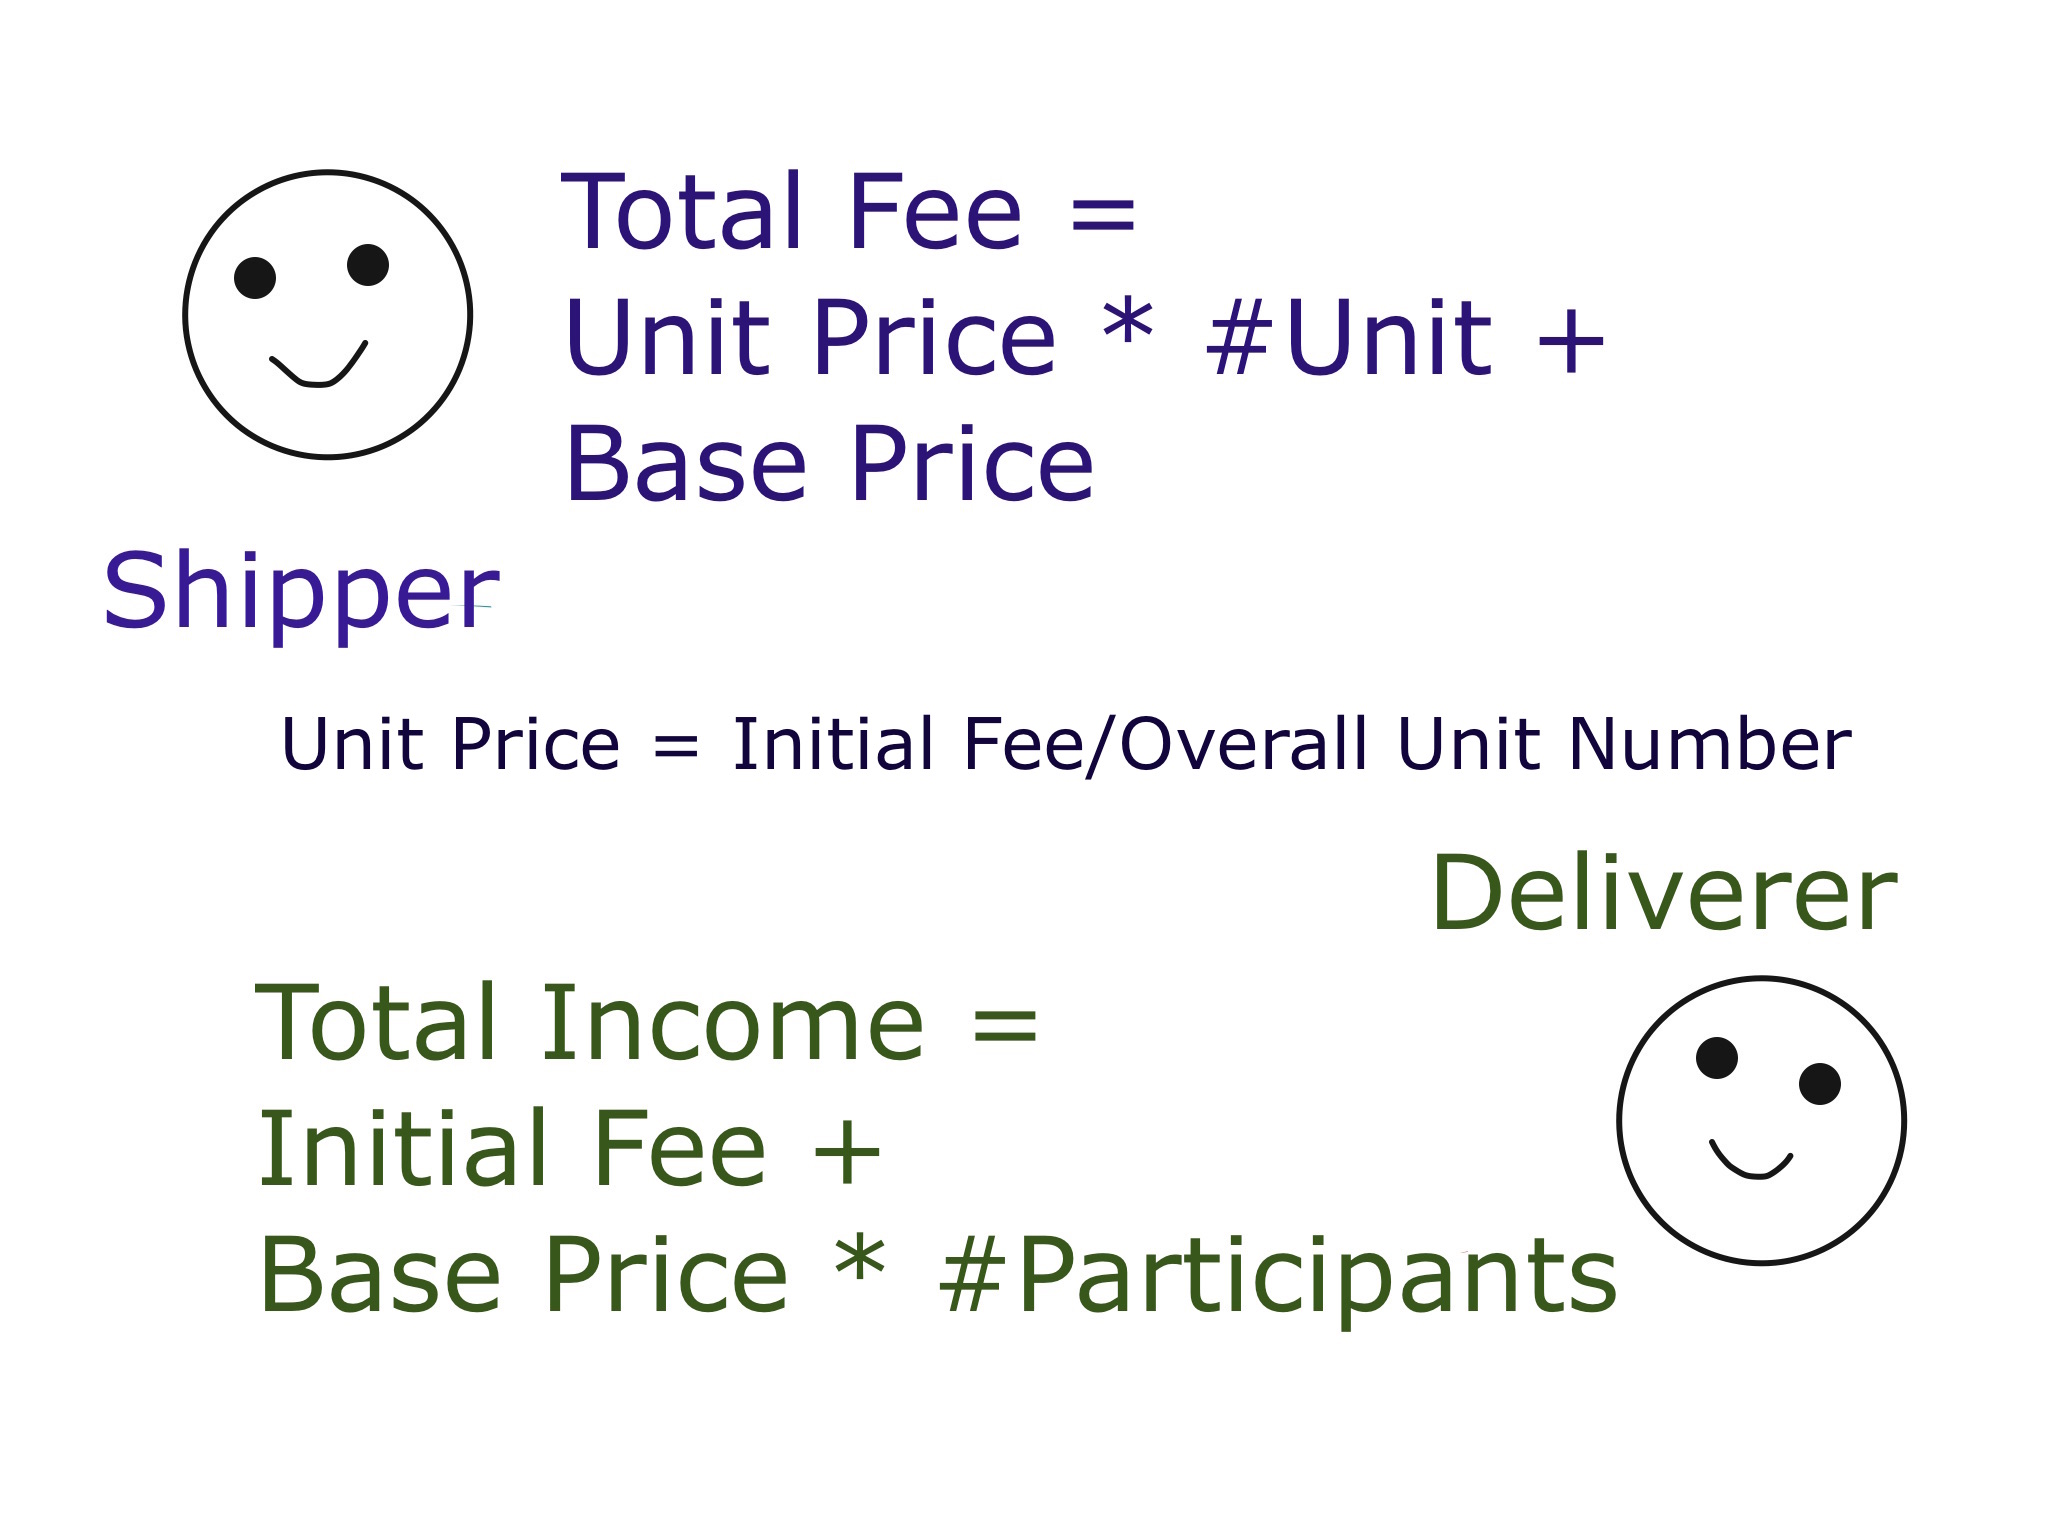 Total Fee =
Unit Price * #Unit +
Base Price
Shipper
Unit Price = Initial Fee/Overall Unit Number
Deliverer
Total Income =
Initial Fee +
Base Price * #Participants